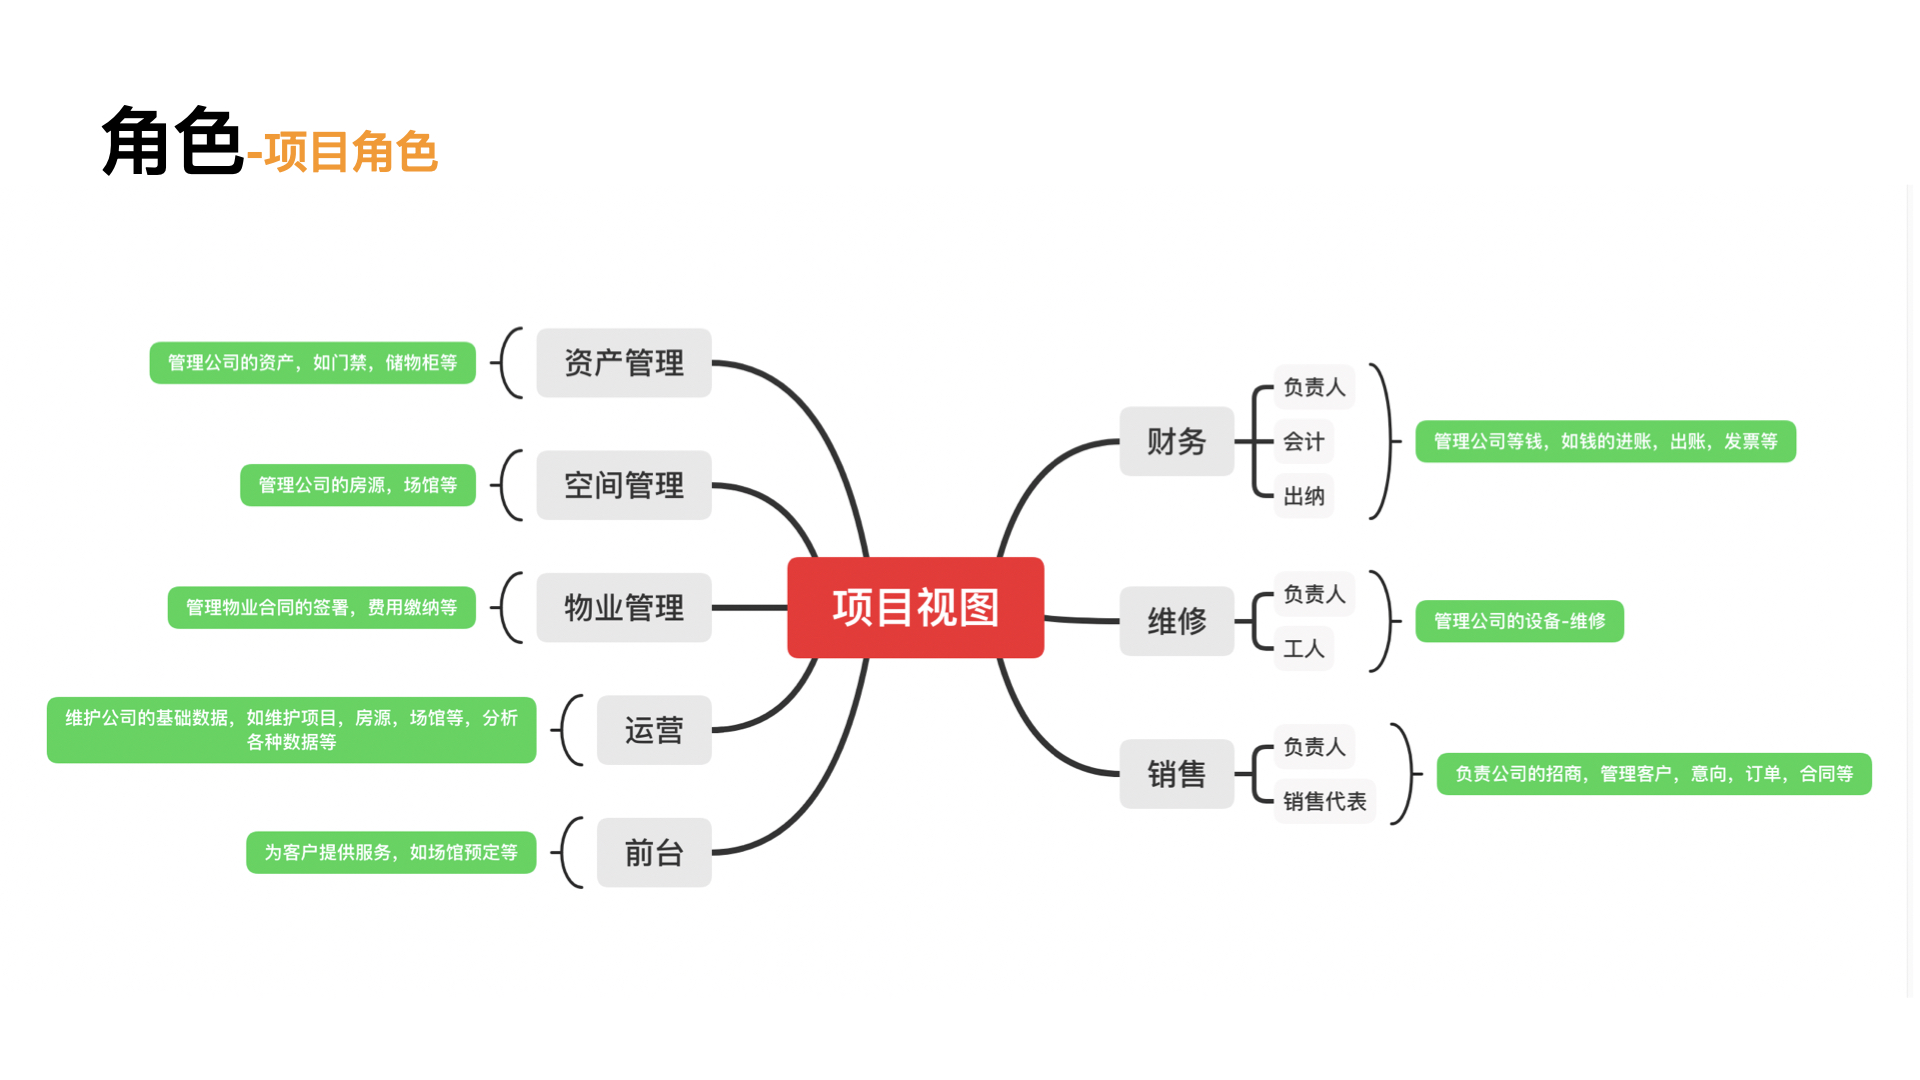 角色-项目角色
管理公司的资产，如门禁，储物柜等
资产管理
管理公司的房源，场馆等
空间管理
管理物业合同的签署，费用缴纳等
物业管理
维护公司的基础数据，如维护项目，房源，场馆等，分析
各种数据等
运营
为客户提供服务，如场馆预定等
前台
项目视图
财务
负责人
会计
出纳
管理公司等钱，如钱的进账，出账，发票等
维修
负责人
工人
管理公司的设备-维修
销售
负责人
销售代表
负责公司的招商，管理客户，意向，订单，合同等